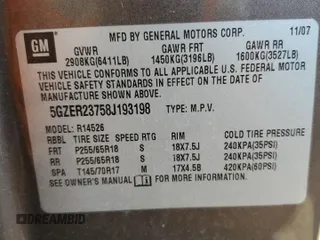 GM
MFD BY GENERAL MOTORS CORP. 11/07
GVWR GAWR FRT GAWR RR
2908KG(6411LB) 1450KG(3196LB) 1600KG(3527LB)
THIS VEHICLE CONFORMS TO ALL APPLICABLE U.S. FEDERAL MOTOR
VEHICLE SAFETY STANDARDS IN EFFECT ON THE DATE OF
MANUFACTURE SHOWN ABOVE.
5GZER23758J193198 TYPE: M.P.V.
MODEL: R14526
RBBL TIRE SIZE SPEED RTG RIM COLD TIRE PRESSURE
FRT P255/65R18 S 18X7.5J 240KPA(35PSI)
RR P255/65R18 S 18X7.5J 240KPA(35PSI)
SPA T145/70R17 M 17X4.5B 420KPA(60PSI)
SEE OWNER'S MANUAL FOR ADDITIONAL INFORMATION.
DREAMBID